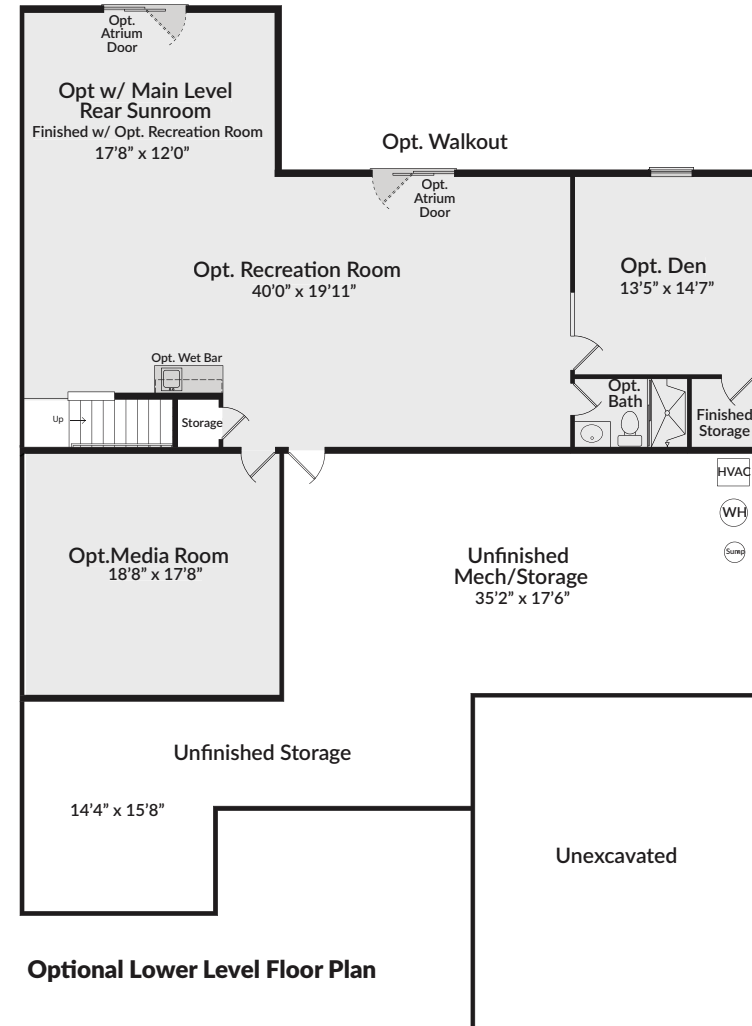 Opt.
Atrium
Door
Opt w/ Main Level
Rear Sunroom
Finished w/ Opt. Recreation Room
17’8” x 12’0”
Opt. Walkout
Opt.
Atrium
Door
Opt. Recreation Room
40’0” x 19’11”
Opt. Den
13’5” x 14’7”
Opt. Wet Bar
Up
Storage
Opt.
Bath
Finished
Storage
HVAC
WH
Sump
Opt.Media Room
18’8” x 17’8”
Unfinished
Mech/Storage
35’2” x 17’6”
Unfinished Storage
14’4” x 15’8”
Unexcavated
Optional Lower Level Floor Plan